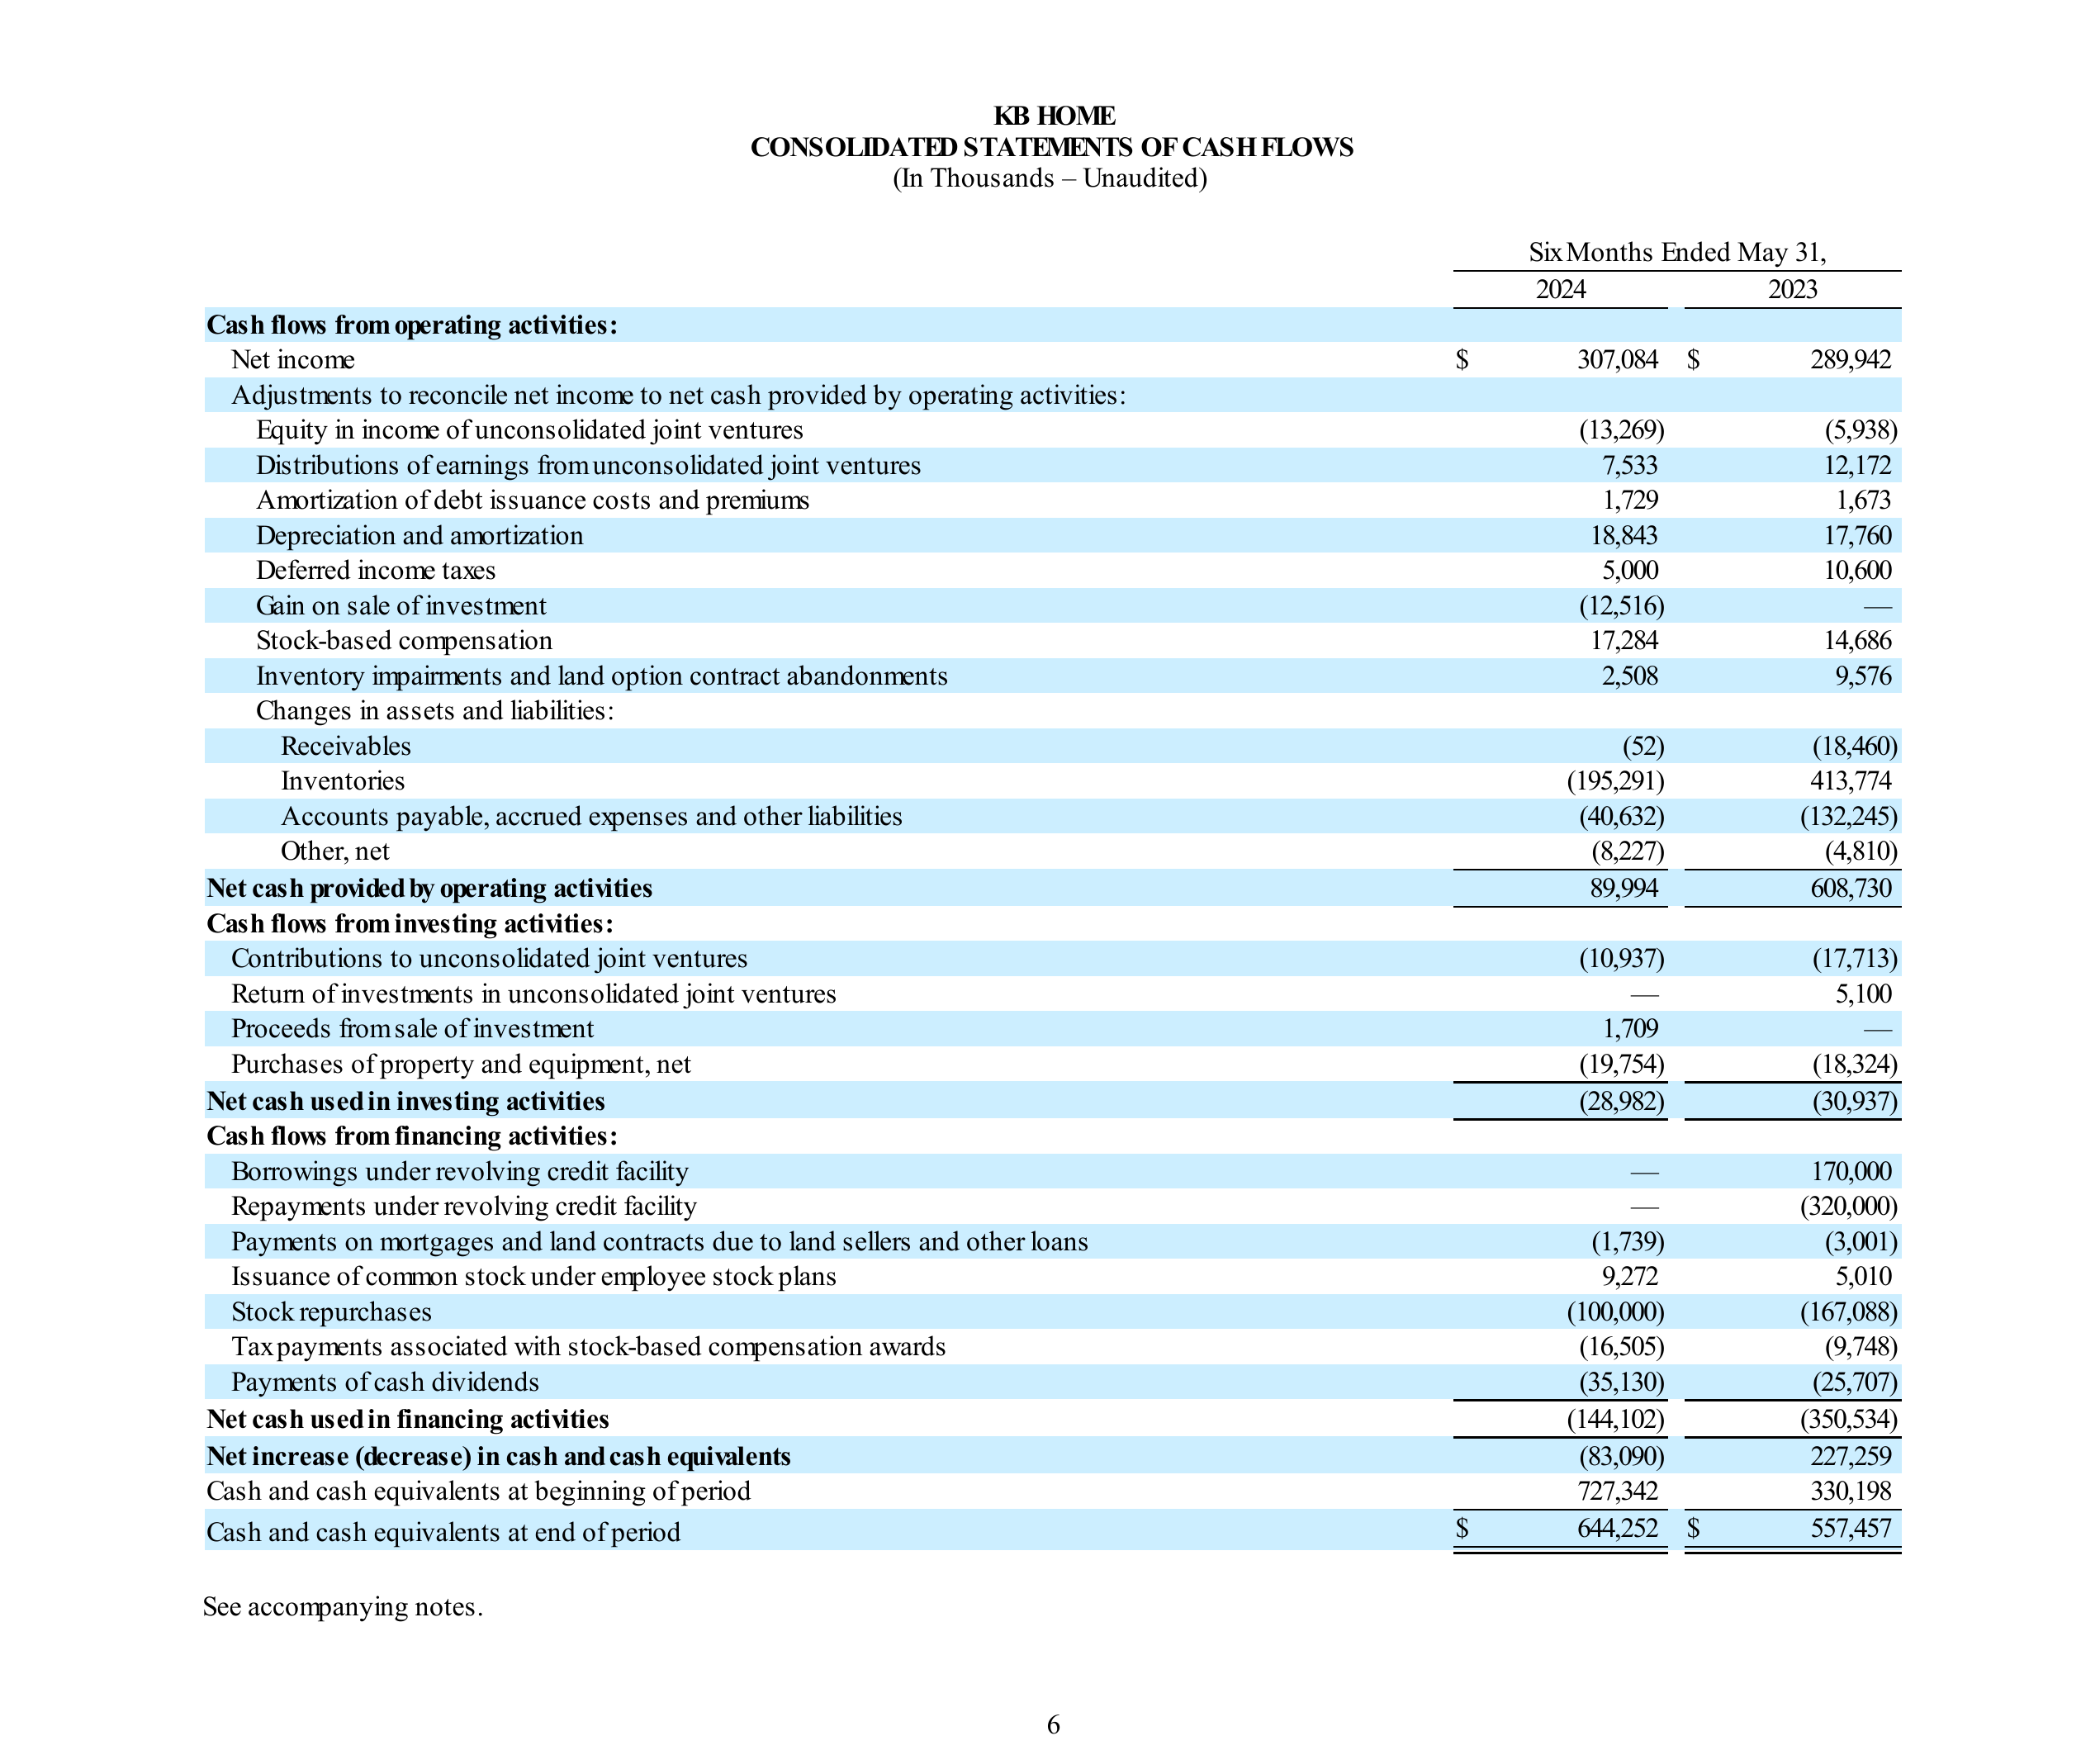 KB HOME
CONSOLIDATED STATEMENTS OF CASH FLOWS
(In Thousands – Unaudited)
Six Months Ended May 31,
2024 2023
Cash flows from operating activities:
Net income $ 307,084 $ 289,942
Adjustments to reconcile net income to net cash provided by operating activities:
Equity in income of unconsolidated joint ventures (13,269) (5,938)
Distributions of earnings from unconsolidated joint ventures 7,533 12,172
Amortization of debt issuance costs and premiums 1,729 1,673
Depreciation and amortization 18,843 17,760
Deferred income taxes 5,000 10,600
Gain on sale of investment (12,516) —
Stock-based compensation 17,284 14,686
Inventory impairments and land option contract abandonments 2,508 9,576
Changes in assets and liabilities:
Receivables (52) (18,460)
Inventories (195,291) 413,774
Accounts payable, accrued expenses and other liabilities (40,632) (132,245)
Other, net (8,227) (4,810)
Net cash provided by operating activities 89,994 608,730
Cash flows from investing activities:
Contributions to unconsolidated joint ventures (10,937) (17,713)
Return of investments in unconsolidated joint ventures — 5,100
Proceeds from sale of investment 1,709 —
Purchases of property and equipment, net (19,754) (18,324)
Net cash used in investing activities (28,982) (30,937)
Cash flows from financing activities:
Borrowings under revolving credit facility — 170,000
Repayments under revolving credit facility — (320,000)
Payments on mortgages and land contracts due to land sellers and other loans (1,739) (3,001)
Issuance of common stock under employee stock plans 9,272 5,010
Stock repurchases (100,000) (167,088)
Tax payments associated with stock-based compensation awards (16,505) (9,748)
Payments of cash dividends (35,130) (25,707)
Net cash used in financing activities (144,102) (350,534)
Net increase (decrease) in cash and cash equivalents (83,090) 227,259
Cash and cash equivalents at beginning of period 727,342 330,198
Cash and cash equivalents at end of period $ 644,252 $ 557,457
See accompanying notes.
6